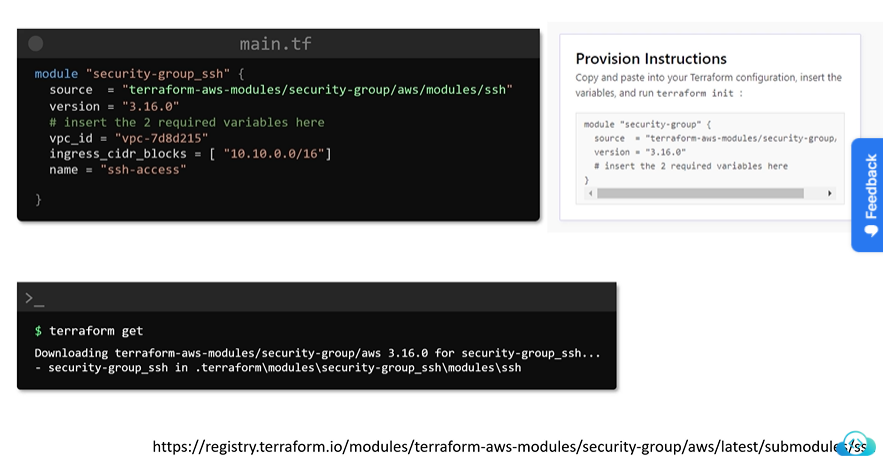 main.tf
module "security-group_ssh" {
source = "terraform-aws-modules/security-group/aws/modules/ssh"
version = "3.16.0"
# insert the 2 required variables here
vpc_id = "vpc-7d8d215"
ingress_cidr_blocks = [ "10.10.0.0/16"]
name = "ssh-access"
}
Provision Instructions
Copy and paste into your Terraform configuration, insert the
variables, and run terraform init :
module "security-group" {
source = "terraform-aws-modules/security-group,
version = "3.16.0"
# insert the 2 required variables here
}
Feedback
>_
$ terraform get
Downloading terraform-aws-modules/security-group/aws 3.16.0 for security-group_ssh...
- security-group_ssh in .terraform\modules\security-group_ssh\modules\ssh
https://registry.terraform.io/modules/terraform-aws-modules/security-group/aws/latest/submodules/ss